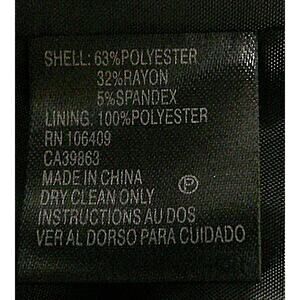 SHELL: 63%POLYESTER
32%RAYON
5%SPANDEX
LINING: 100%POLYESTER
RN 106409
CA39863
MADE IN CHINA
DRY CLEAN ONLY
P
INSTRUCTIONS AU DOS
VER AL DORSO PARA CUIDADO